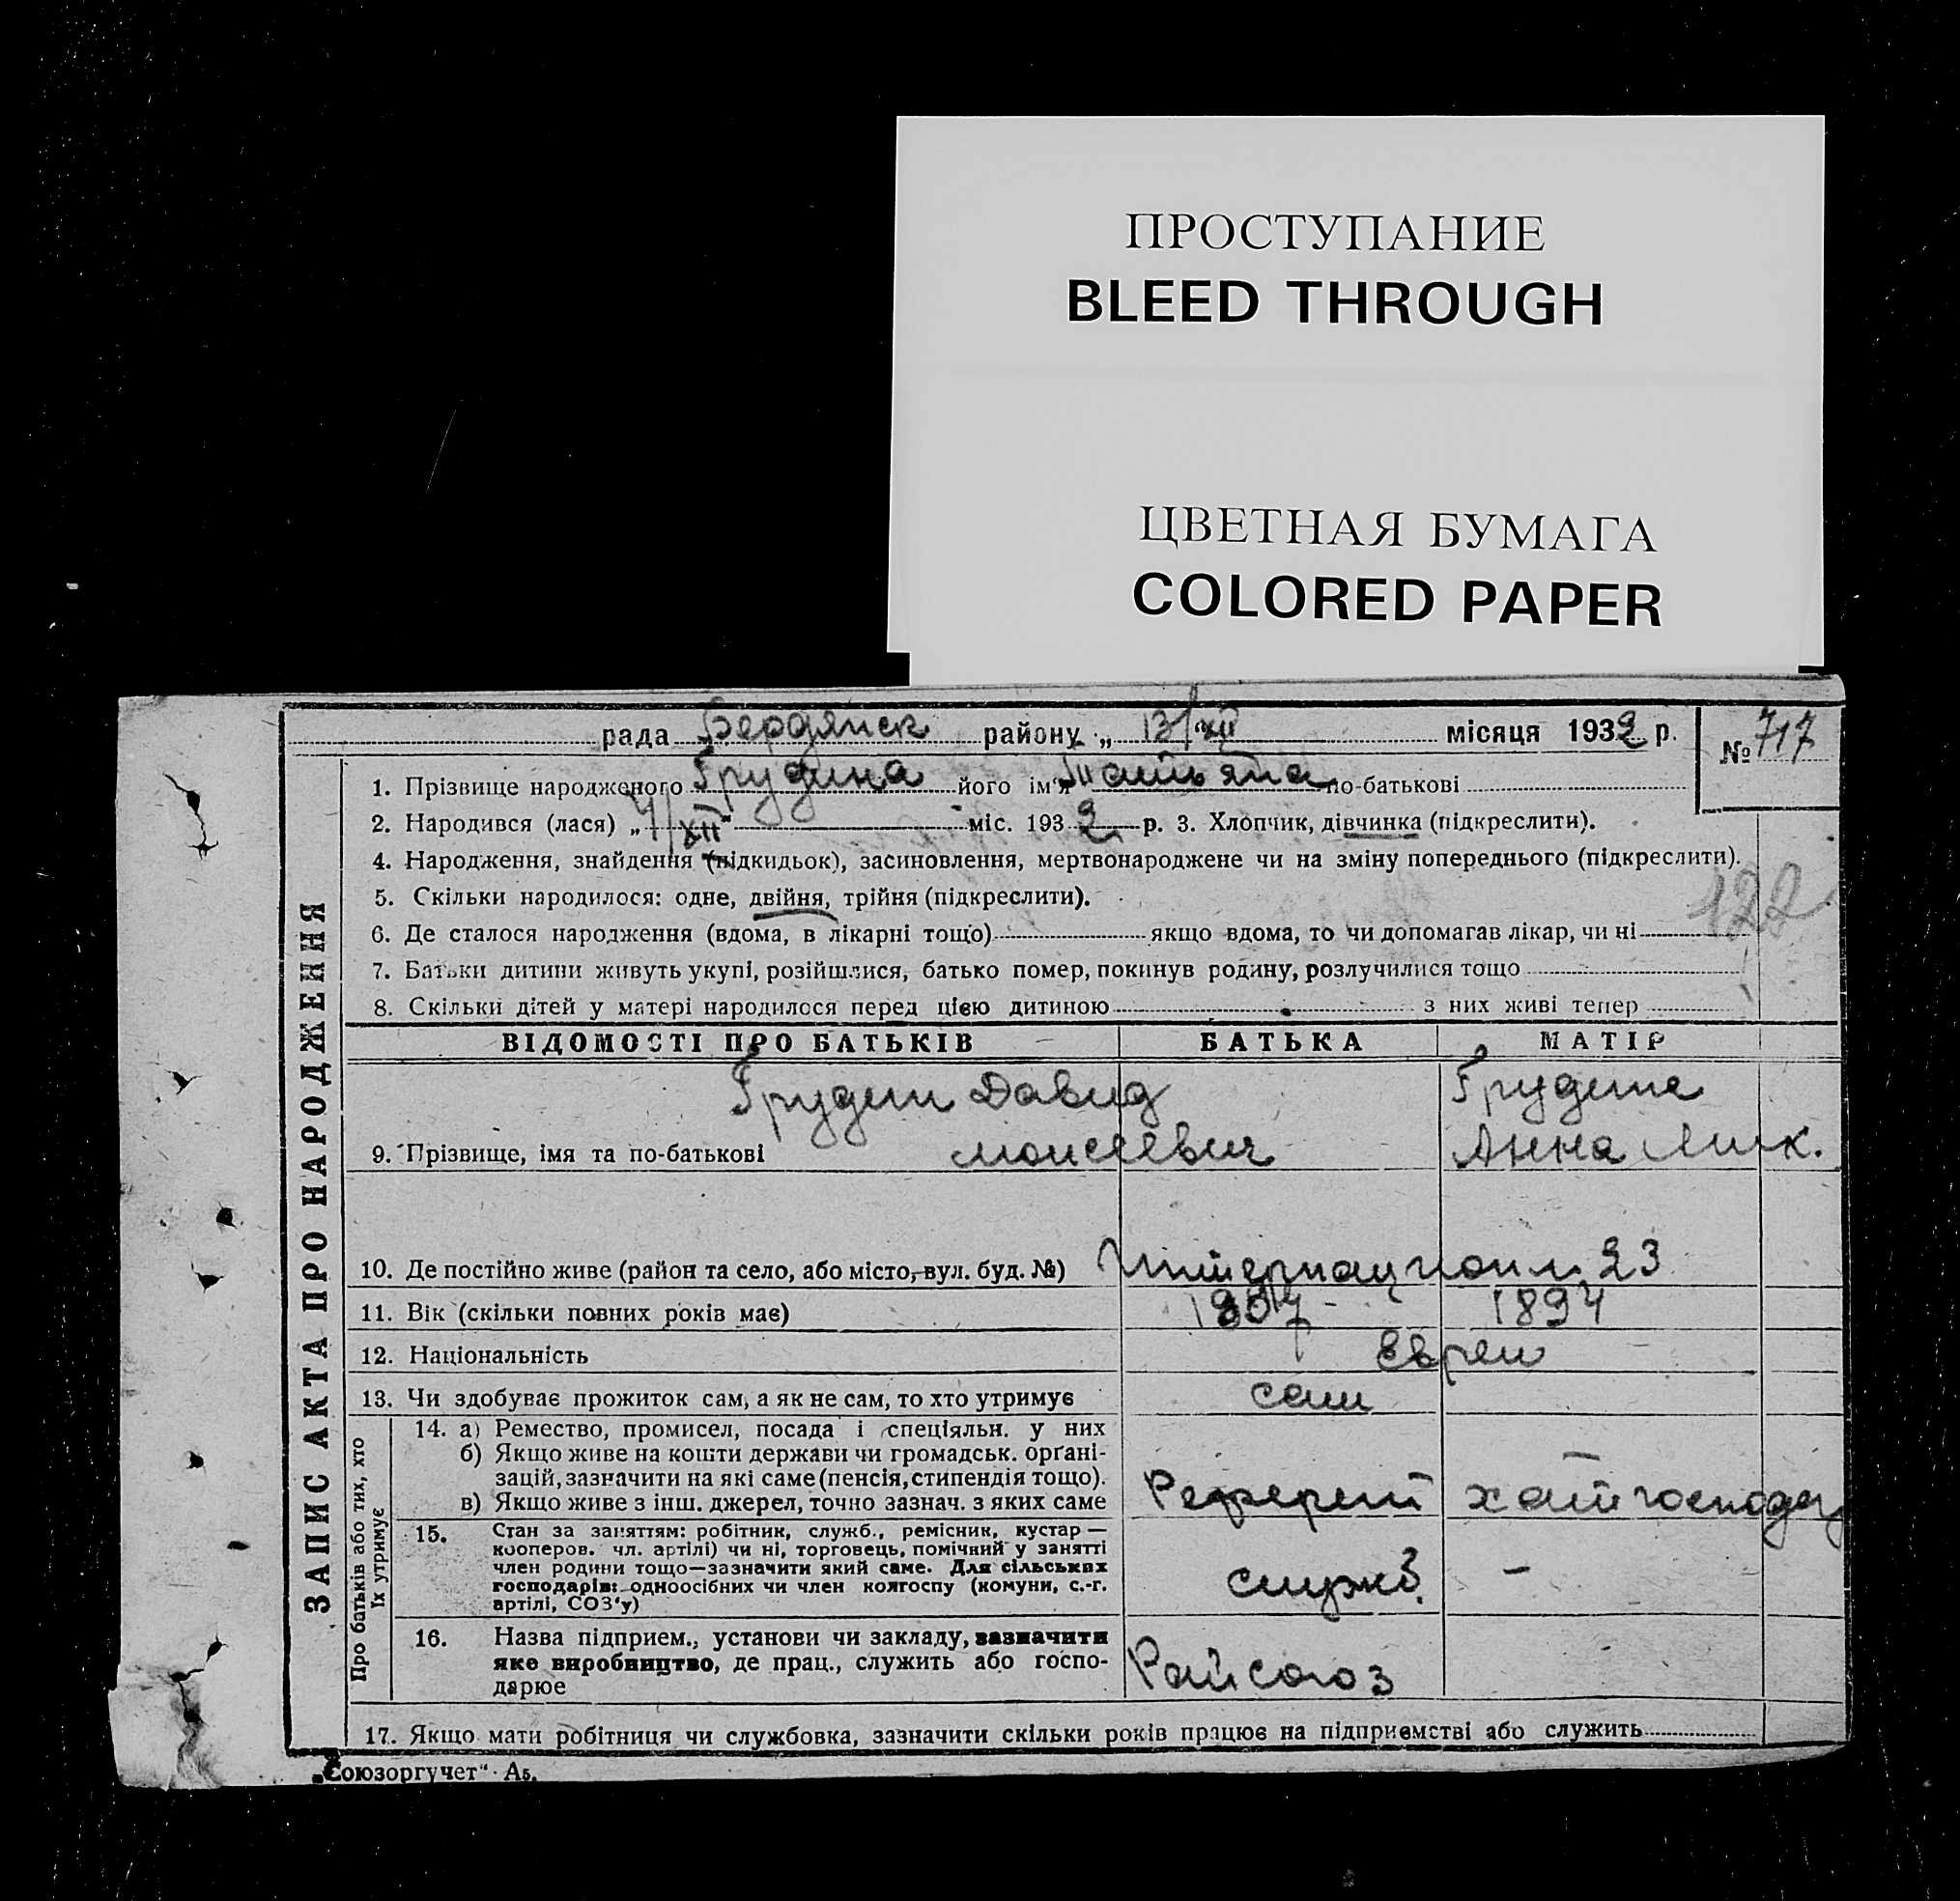 ПРОСТУПАНИЕ
BLEED THROUGH
ЦВЕТНАЯ БУМАГА
COLORED PAPER
рада Бердянск району „ 13/XII " місяця 1932 р. № 717
ЗАПИС АКТА ПРО НАРОДЖЕННЯ
1. Прізвище народженого Грудина його ім'я Татьяна по-батькові
2. Народився (лася) „ 4/XII " міс. 1932 р. 3. Хлопчик, дівчинка (підкреслити).
4. Народження, знайдення (підкидьок), засиновлення, мертвонароджене чи на зміну попереднього (підкреслити).
122
5. Скільки народилося: одне, двійня, трійня (підкреслити).
6. Де сталося народження (вдома, в лікарні тощо) якщо вдома, то чи допомагав лікар, чи ні
7. Батьки дитини живуть укупі, розійшлися, батько помер, покинув родину, розлучилися тощо
8. Скільки дітей у матері народилося перед цією дитиною з них живі тепер
ВІДОМОСТІ ПРО БАТЬКІВ БАТЬКА МАТІР
Грудин Давид Грудина
9. Прізвище, імя та по-батькові Моисеевич Анна
10. Де постійно живе (район та село, або місто, вул. буд. №) Интернационал 23
11. Вік (скільки повних років має) 1894
12. Національність Евреи
13. Чи здобуває прожиток сам, а як не сам, то хто утримує сам
Про батьків або тих, хто їх утримує
14. а) Ремество, промисел, посада і спеціяльн. у них
б) Якщо живе на кошти держави чи громадськ. орґані-
зацій, зазначити на які саме (пенсія, стипендія тощо).
в) Якщо живе з інш. джерел, точно зазнач. з яких саме Референт хатн господар
15. Стан за заняттям: робітник, служб., ремісник, кустар —
кооперов. чл. артілі) чи ні, торговець, помічний у занятті
член родини тощо—зазначити який саме. Для сільських
господарів: одноосібних чи член колгоспу (комуни, с.-г.
артілі, СОЗ'у) служб. –
16. Назва підприєм., установи чи закладу, зазначити
яке виробництво, де прац., служить або госпо-
дарює Райсоюз
17. Якщо мати робітниця чи службовка, зазначити скільки років працює на підприємстві або служить
„Союзоргучет" А5.